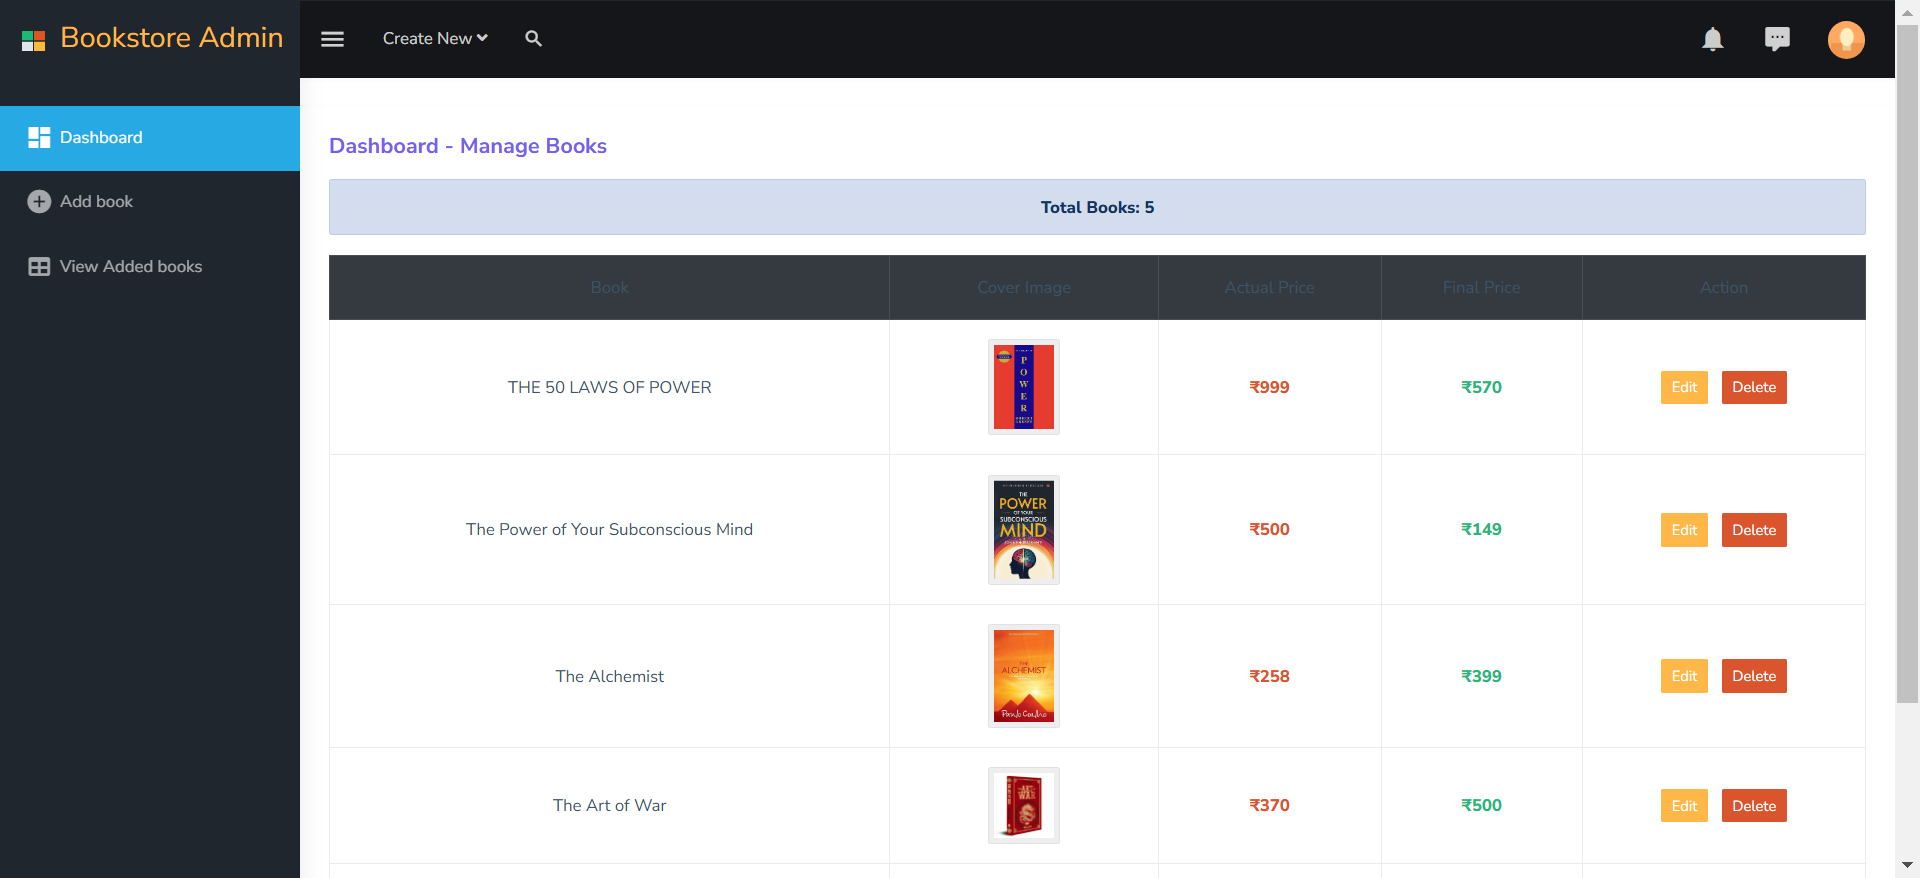 Bookstore Admin
Create New
Dashboard
Add book
View Added books
Dashboard - Manage Books
Total Books: 5
Book Cover Image Actual Price Final Price Action
POWER
THE 50 LAWS OF POWER ₹999 ₹570 Edit Delete
THE
POWER
OF YOUR
SUBCONSCIOUS
MIND
The Power of Your Subconscious Mind ₹500 ₹149 Edit Delete
THE
ALCHEMIST
Paulo Coelho
The Alchemist ₹258 ₹399 Edit Delete
ART
WAR
The Art of War ₹370 ₹500 Edit Delete